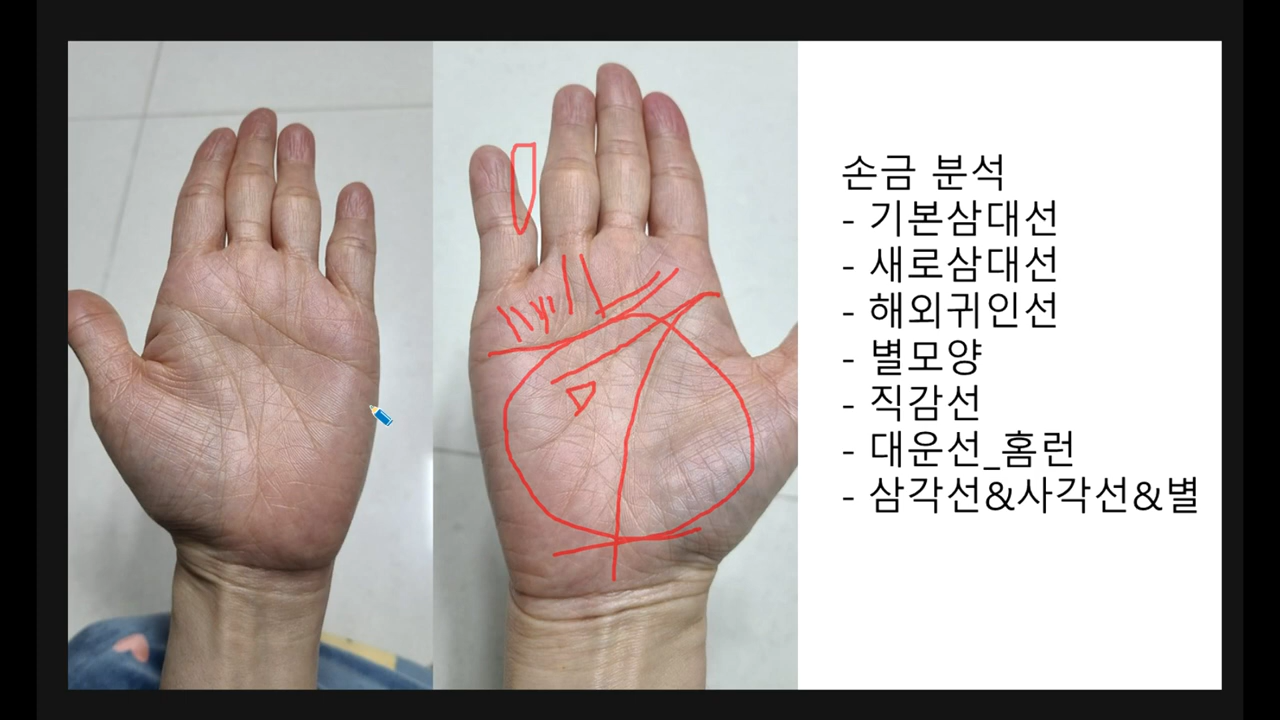 손금 분석
- 기본삼대선
- 새로삼대선
- 해외귀인선
- 별모양
- 직감선
- 대운선_홈런
- 삼각선&사각선&별